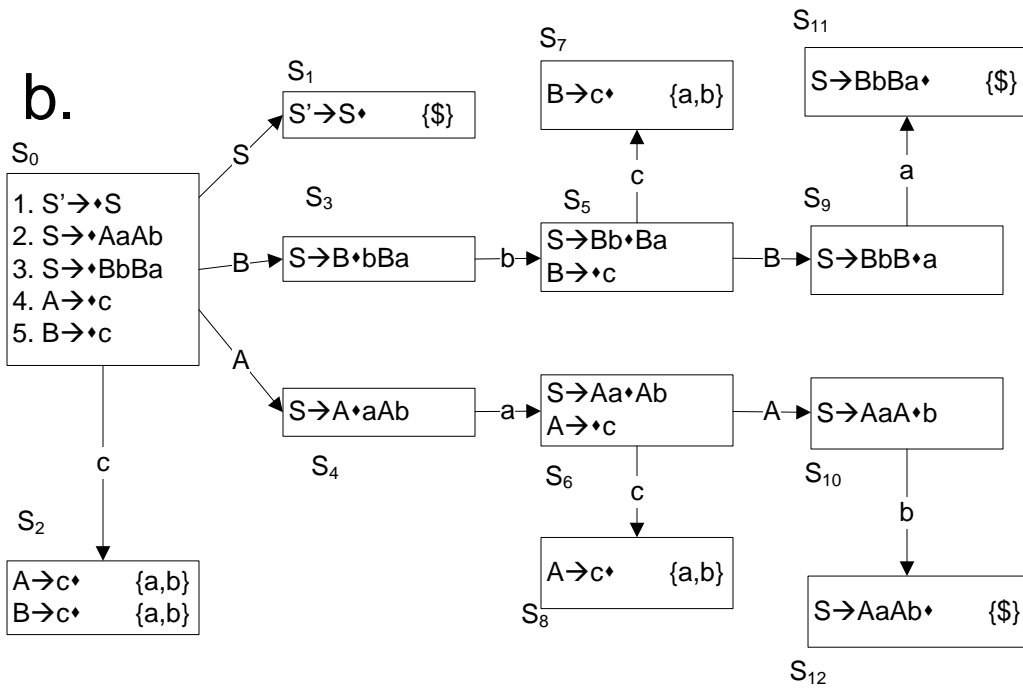 b.
S₀
1. S’→♦S
2. S→♦AaAb
3. S→♦BbBa
4. A→♦c
5. B→♦c
S
B
A
c
S₁
S’→S♦ {$}
S₂
A→c♦ {a,b}
B→c♦ {a,b}
S₃
S→B♦bBa
b
S₄
S→A♦aAb
a
S₅
S→Bb♦Ba
B→♦c
c
B
S₆
S→Aa♦Ab
A→♦c
c
A
S₇
B→c♦ {a,b}
S₈
A→c♦ {a,b}
S₉
S→BbB♦a
a
S₁₀
S→AaA♦b
b
S₁₁
S→BbBa♦ {$}
S₁₂
S→AaAb♦ {$}